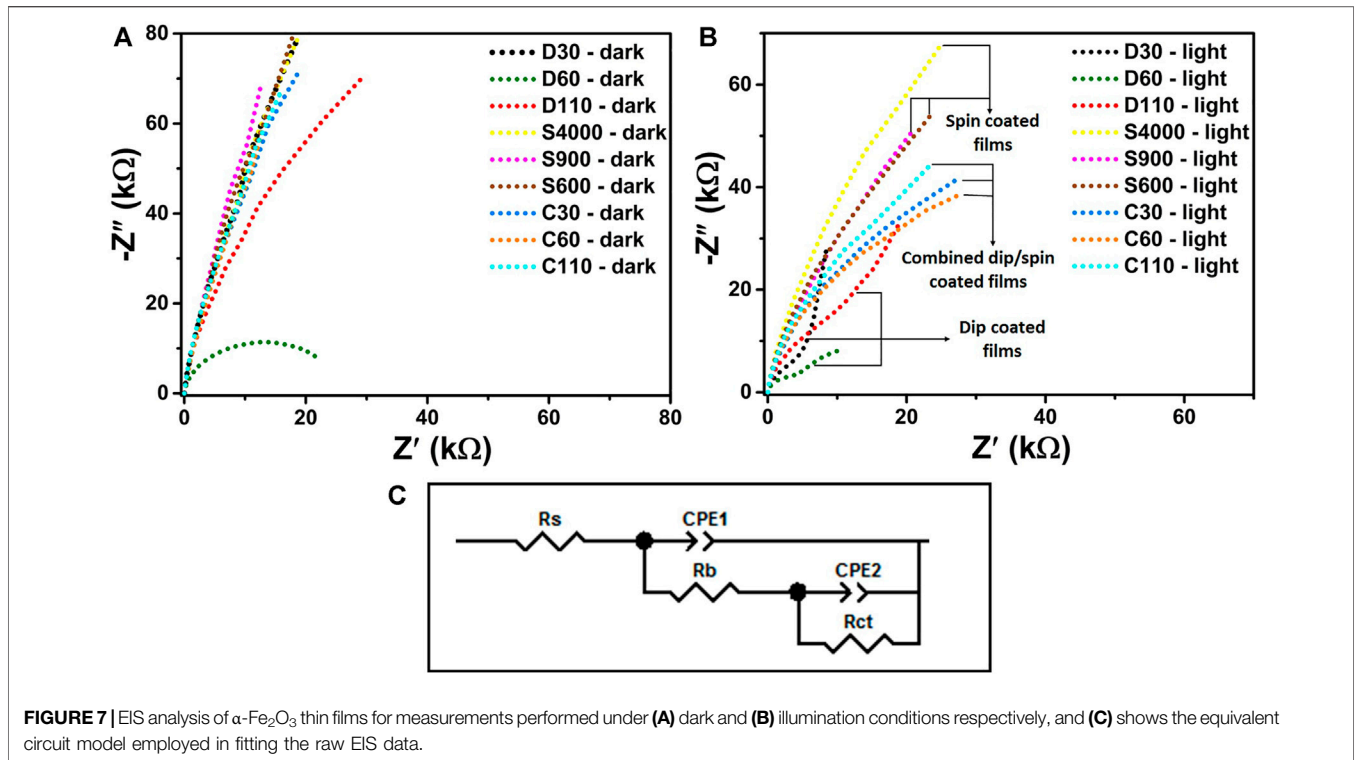 A
80
60
40
20
0
-Z″ (kΩ)
0 20 40 60 80
Z′ (kΩ)
D30 - dark
D60 - dark
D110 - dark
S4000 - dark
S900 - dark
S600 - dark
C30 - dark
C60 - dark
C110 - dark
B
60
40
20
0
-Z″ (kΩ)
0 20 40 60
Z′ (kΩ)
D30 - light
D60 - light
D110 - light
S4000 - light
S900 - light
S600 - light
C30 - light
C60 - light
C110 - light
Spin coated
films
Combined dip/spin
coated films
Dip coated
films
C
Rs
CPE1
Rb
CPE2
Rct
FIGURE 7 | EIS analysis of α-Fe₂O₃ thin films for measurements performed under (A) dark and (B) illumination conditions respectively, and (C) shows the equivalent
circuit model employed in fitting the raw EIS data.